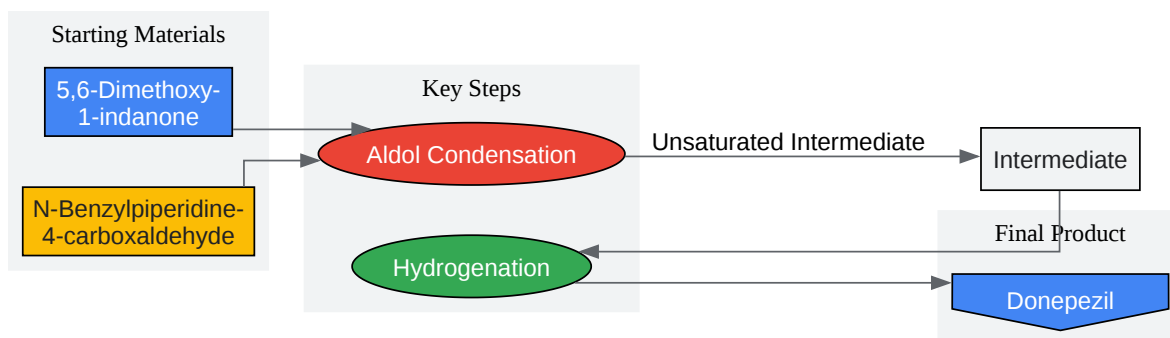 Starting Materials
5,6-Dimethoxy-
1-indanone
N-Benzylpiperidine-
4-carboxaldehyde
Key Steps
Aldol Condensation
Hydrogenation
Unsaturated Intermediate
Intermediate
Final Product
Donepezil